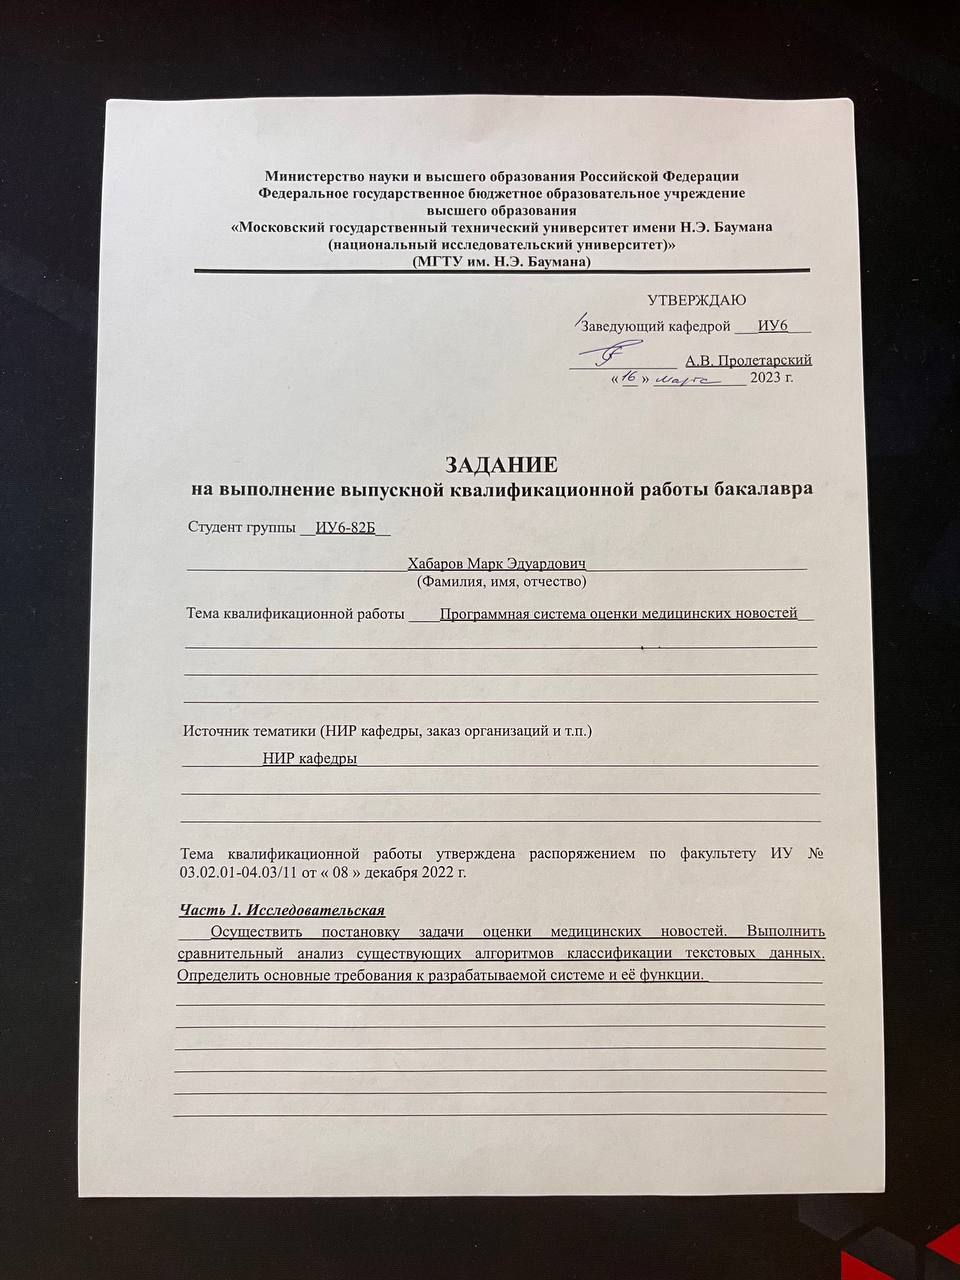 Министерство науки и высшего образования Российской Федерации
Федеральное государственное бюджетное образовательное учреждение
высшего образования
«Московский государственный технический университет имени Н.Э. Баумана
(национальный исследовательский университет)»
(МГТУ им. Н.Э. Баумана)
УТВЕРЖДАЮ
Заведующий кафедрой ИУ6
А.В. Пролетарский
« 16 » марта 2023 г.
ЗАДАНИЕ
на выполнение выпускной квалификационной работы бакалавра
Студент группы ИУ6-82Б
Хабаров Марк Эдуардович
(Фамилия, имя, отчество)
Тема квалификационной работы Программная система оценки медицинских новостей
Источник тематики (НИР кафедры, заказ организаций и т.п.)
НИР кафедры
Тема квалификационной работы утверждена распоряжением по факультету ИУ №
03.02.01-04.03/11 от « 08 » декабря 2022 г.
Часть 1. Исследовательская
Осуществить постановку задачи оценки медицинских новостей. Выполнить
сравнительный анализ существующих алгоритмов классификации текстовых данных.
Определить основные требования к разрабатываемой системе и её функции.